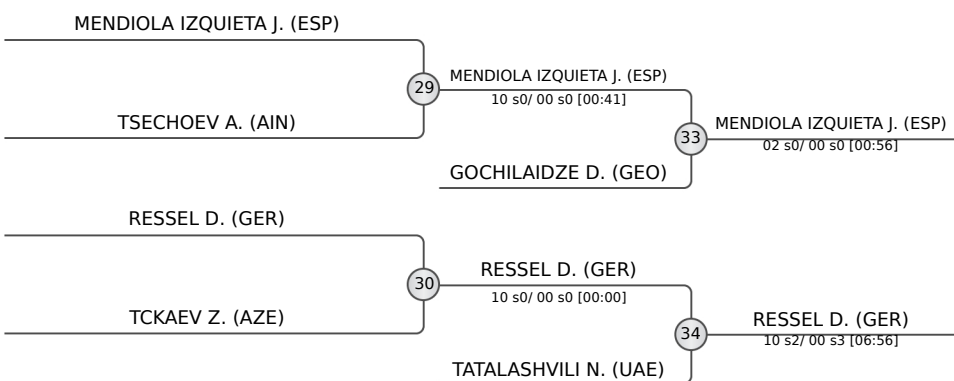 MENDIOLA IZQUIETA J. (ESP)
29
MENDIOLA IZQUIETA J. (ESP)
10 s0/ 00 s0 [00:41]
TSECHOEV A. (AIN)
33
MENDIOLA IZQUIETA J. (ESP)
02 s0/ 00 s0 [00:56]
GOCHILAIDZE D. (GEO)
RESSEL D. (GER)
30
RESSEL D. (GER)
10 s0/ 00 s0 [00:00]
TCKAEV Z. (AZE)
34
RESSEL D. (GER)
10 s2/ 00 s3 [06:56]
TATALASHVILI N. (UAE)